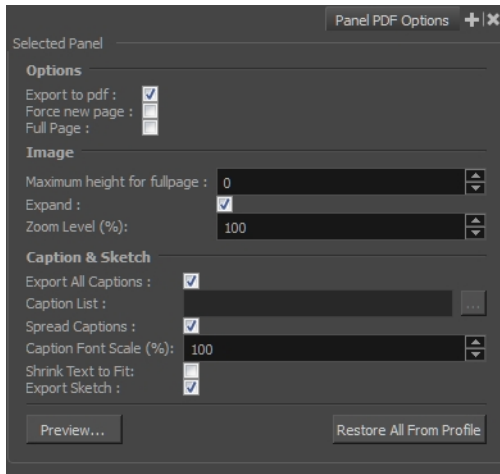 Panel PDF Options
Selected Panel
Options
Export to pdf :
Force new page :
Full Page :
Image
Maximum height for fullpage : 0
Expand :
Zoom Level (%): 100
Caption & Sketch
Export All Captions :
Caption List : ...
Spread Captions :
Caption Font Scale (%): 100
Shrink Text to Fit:
Export Sketch :
Preview... Restore All From Profile